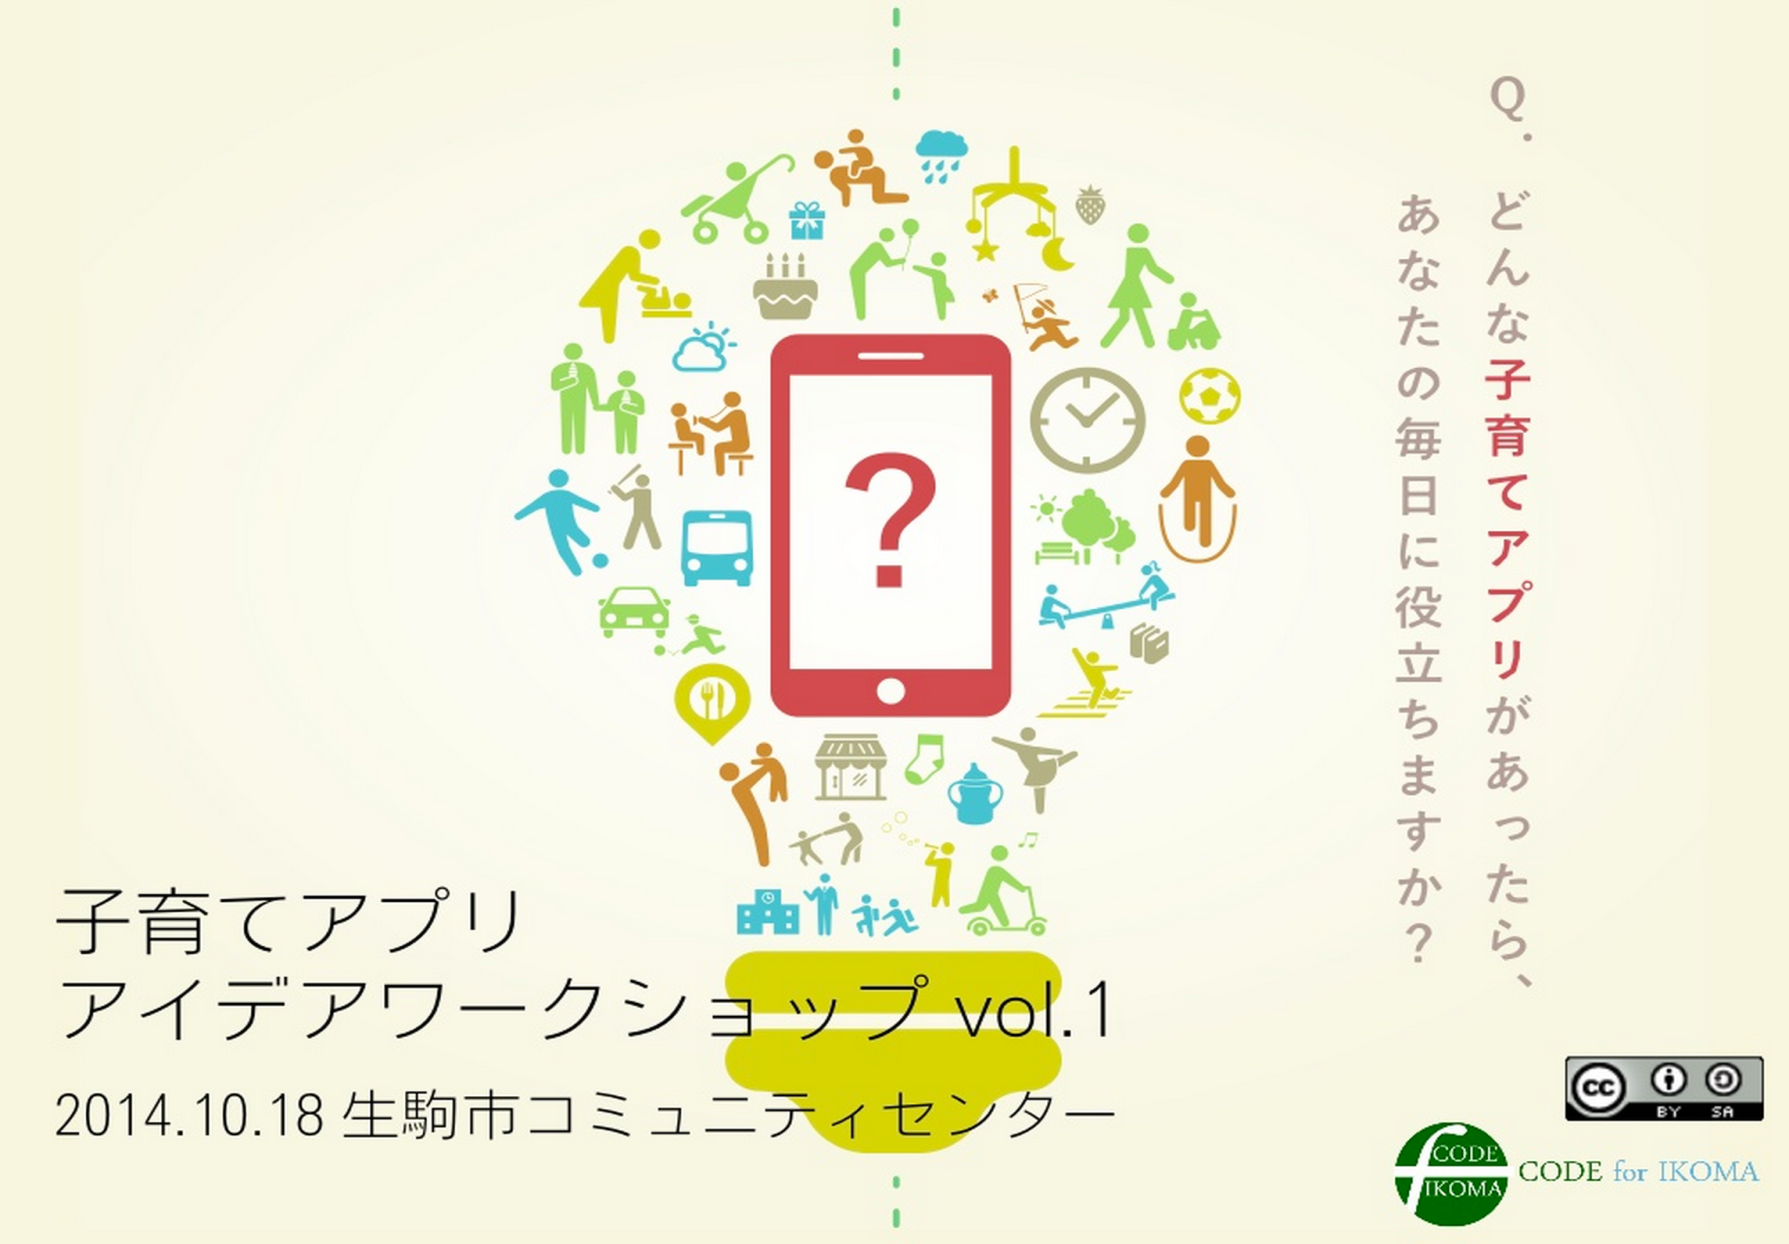 Q. どんな子育てアプリがあったら、
あなたの毎日に役立ちますか？
?
子育てアプリ
アイデアワークショップ vol.1
2014.10.18 生駒市コミュニティセンター
cc
BY SA
CODE
IKOMA
CODE for IKOMA